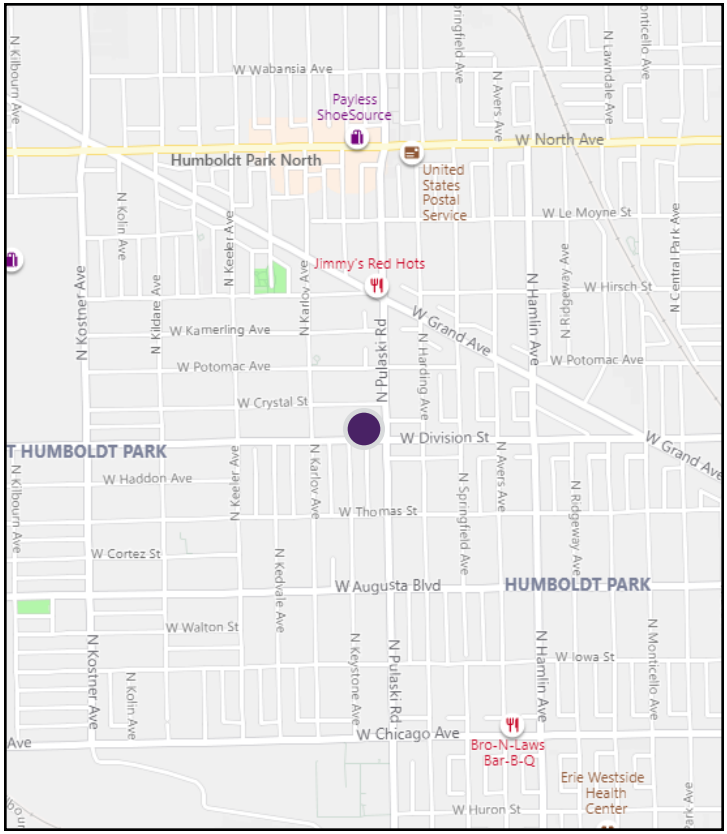 N Kilbourn Ave
W Wabansia Ave
pringfield Ave
N Avers Ave
N Lawndale Ave
onticello Ave
Payless
ShoeSource
W North Ave
Humboldt Park North
United
States
Postal
Service
N Kolin Ave
N Keeler Ave
W Le Moyne St
N Kostner Ave
N Kildare Ave
N Karlov Ave
Jimmy's Red Hots
N Ridgeway Ave
N Central Park Ave
W Hirsch St
N Hamlin Ave
W Kamerling Ave
N Pulaski Rd
W Grand Ave
N Harding Ave
W Potomac Ave
W Potomac Ave
W Crystal St
W Division St
W Grand Ave
T HUMBOLDT PARK
N Kilbourn Ave
W Haddon Ave
N Keeler Ave
N Karlov Ave
N Springfield Ave
N Avers Ave
N Ridgeway Ave
W Thomas St
W Cortez St
N Kedvale Ave
W Augusta Blvd
HUMBOLDT PARK
W Walton St
N Kostner Ave
N Kolin Ave
N Keystone Ave
N Pulaski Rd
N Hamlin Ave
W Iowa St
N Monticello Ave
Ave
W Chicago Ave
Bro-N-Laws
Bar-B-Q
Erie Westside
Health
Center
W Huron St
Park Ave